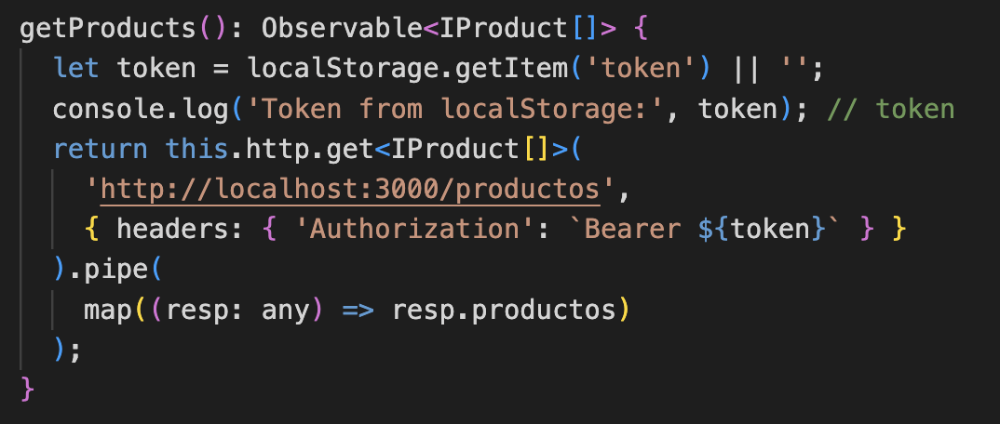 getProducts(): Observable<IProduct[]> {
let token = localStorage.getItem('token') || '';
console.log('Token from localStorage:', token); // token
return this.http.get<IProduct[]>(
'http://localhost:3000/productos',
{ headers: { 'Authorization': `Bearer ${token}` } }
).pipe(
map((resp: any) => resp.productos)
);
}